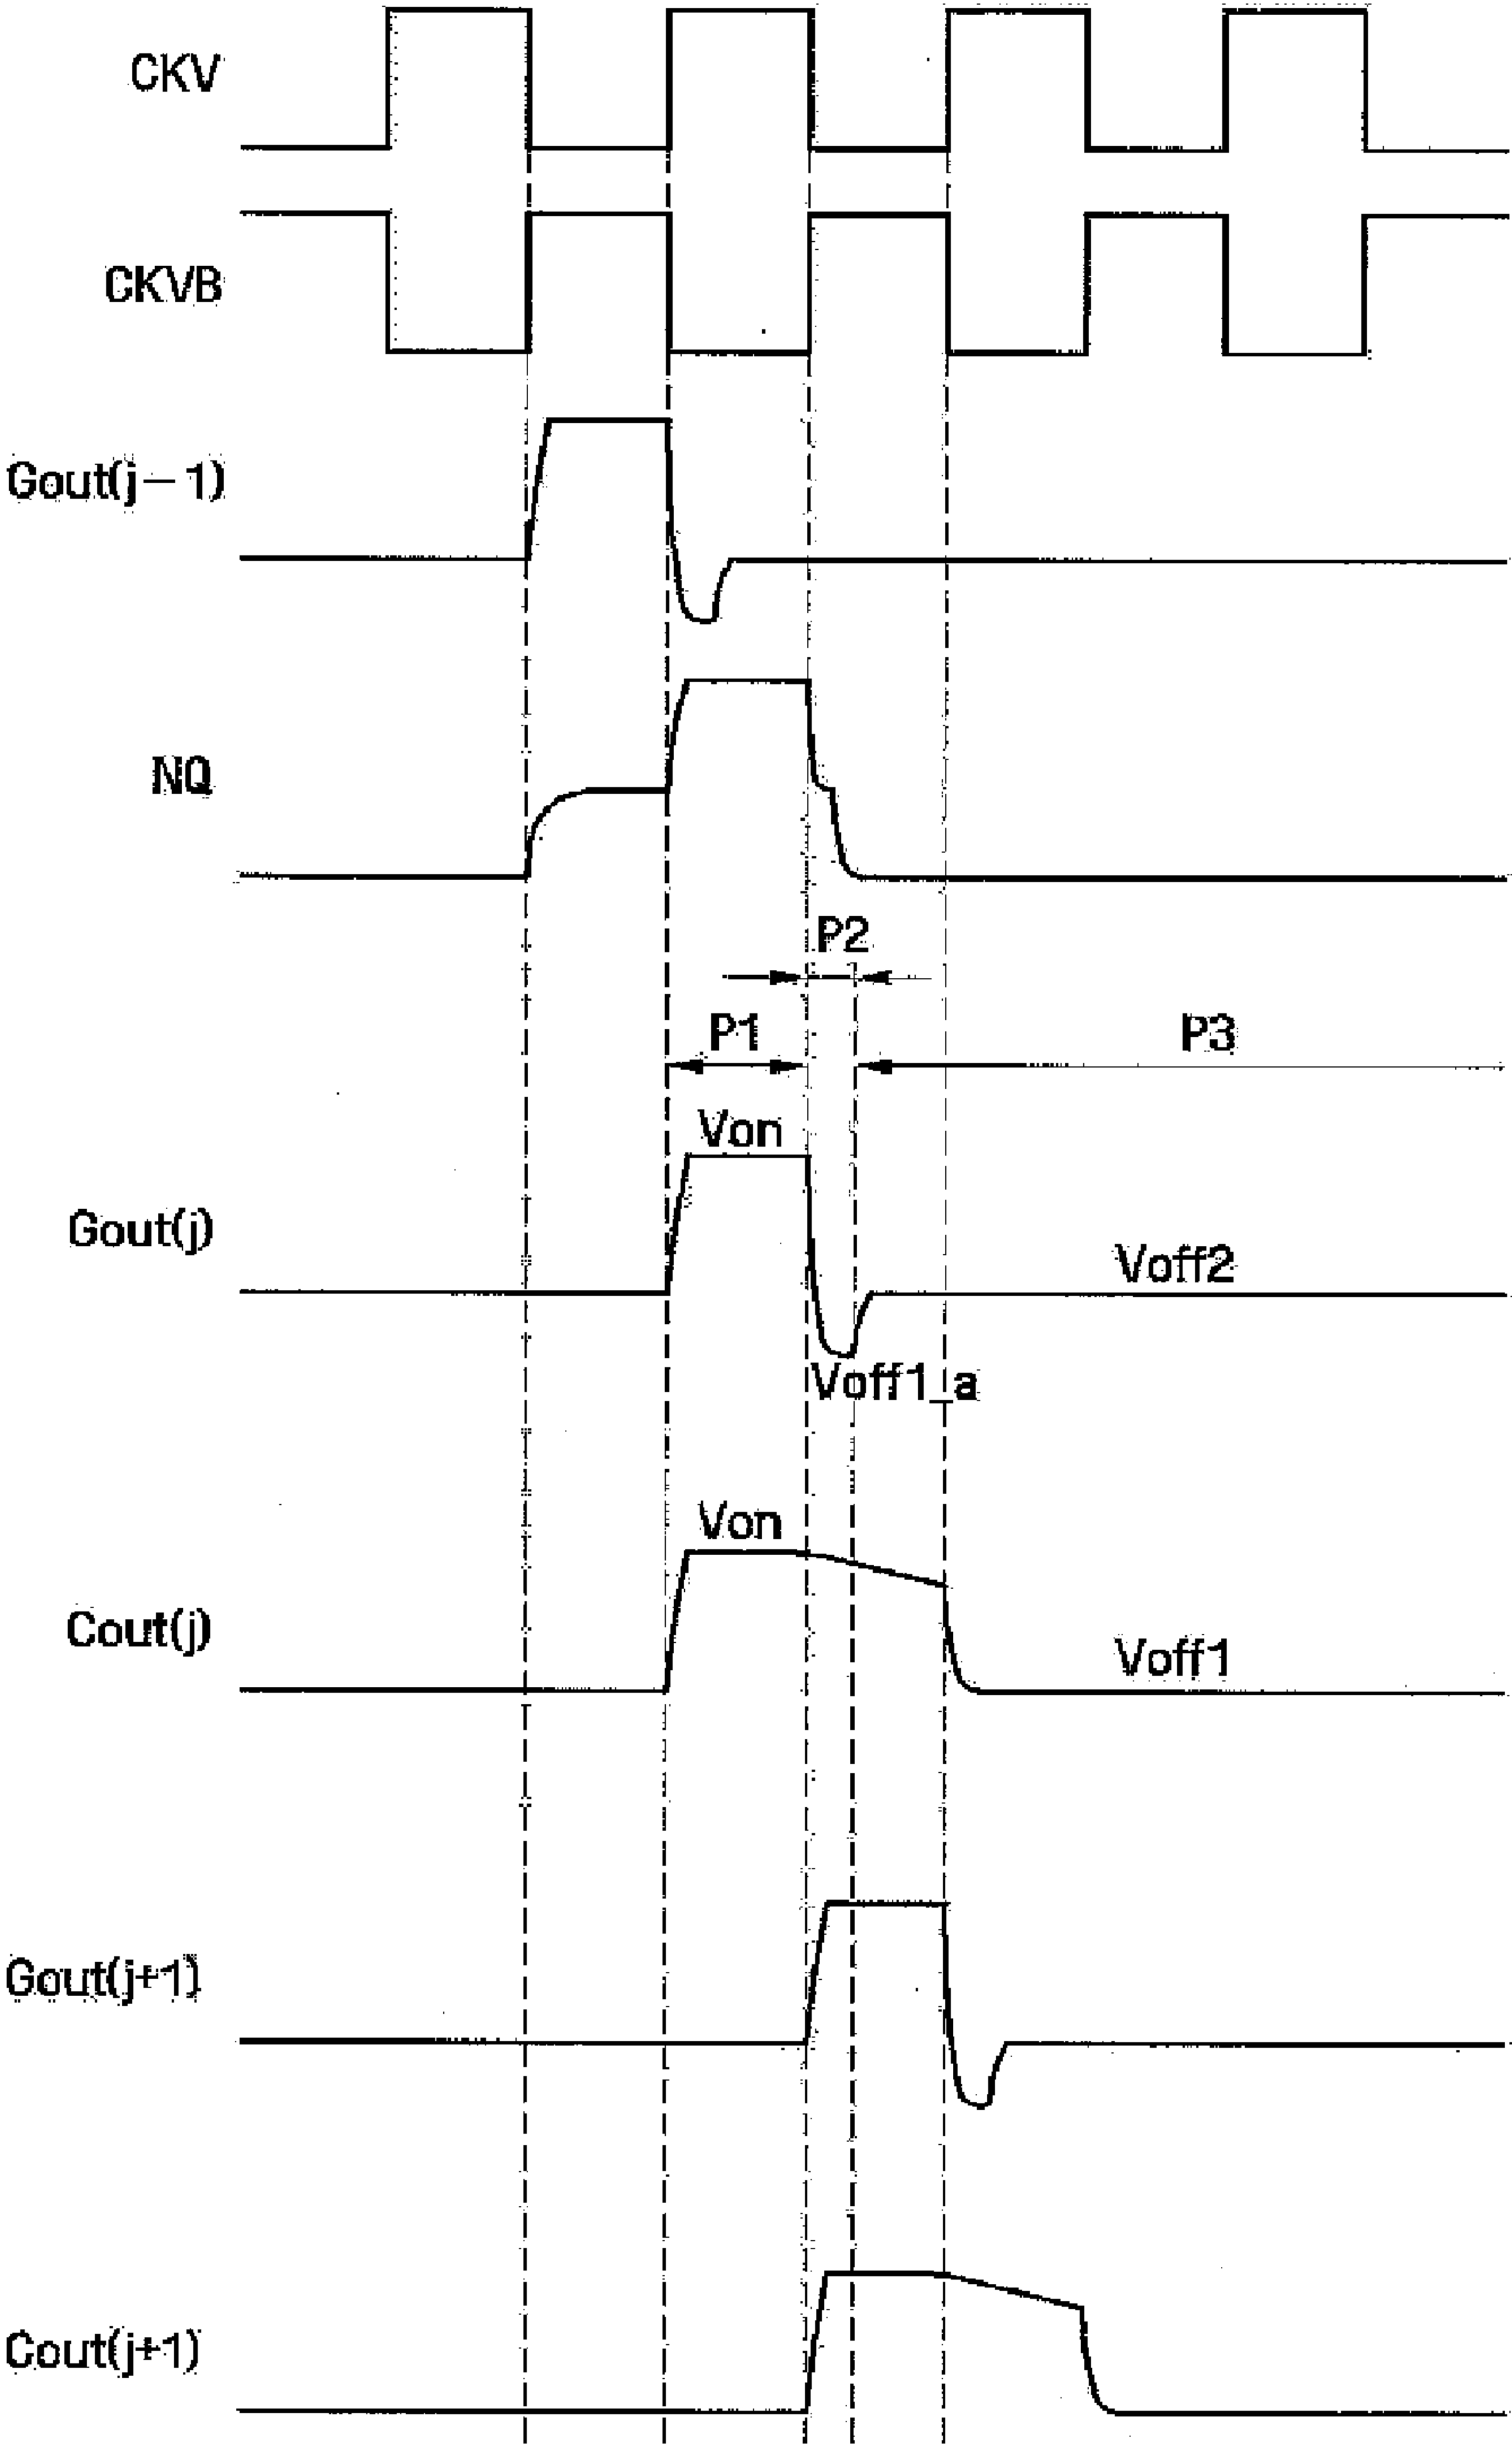 CKV
CKVB
Gout(j−1)
NQ
P2
P1
P3
Von
Gout(j)
Voff2
Voff1_a
Von
Cout(j)
Voff1
Gout(j+1)
Cout(j+1)